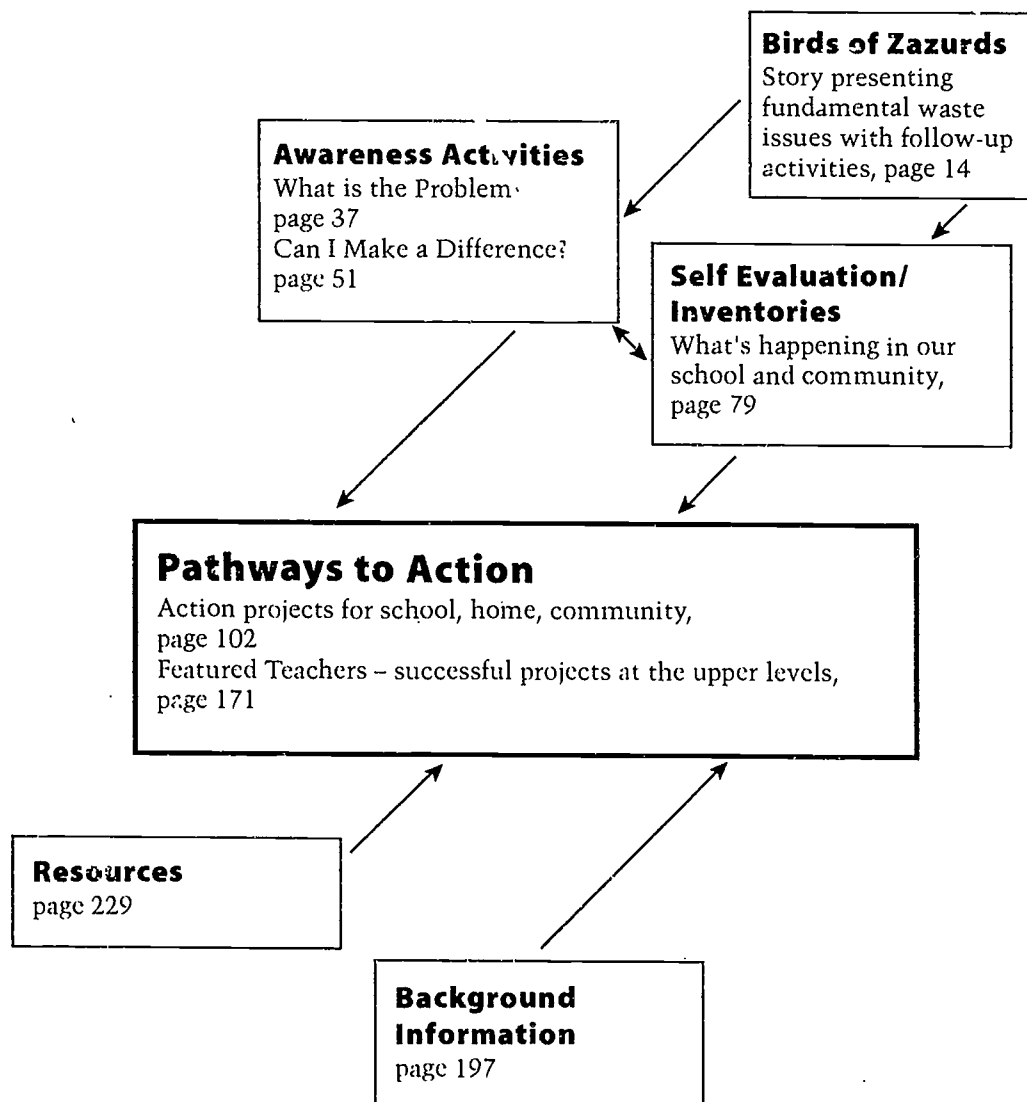 Birds of Zazurds
Story presenting
fundamental waste
issues with follow-up
activities, page 14
Awareness Activities
What is the Problem
page 37
Can I Make a Difference?
page 51
Self Evaluation/
Inventories
What's happening in our
school and community,
page 79
Pathways to Action
Action projects for school, home, community,
page 102
Featured Teachers – successful projects at the upper levels,
page 171
Resources
page 229
Background
Information
page 197